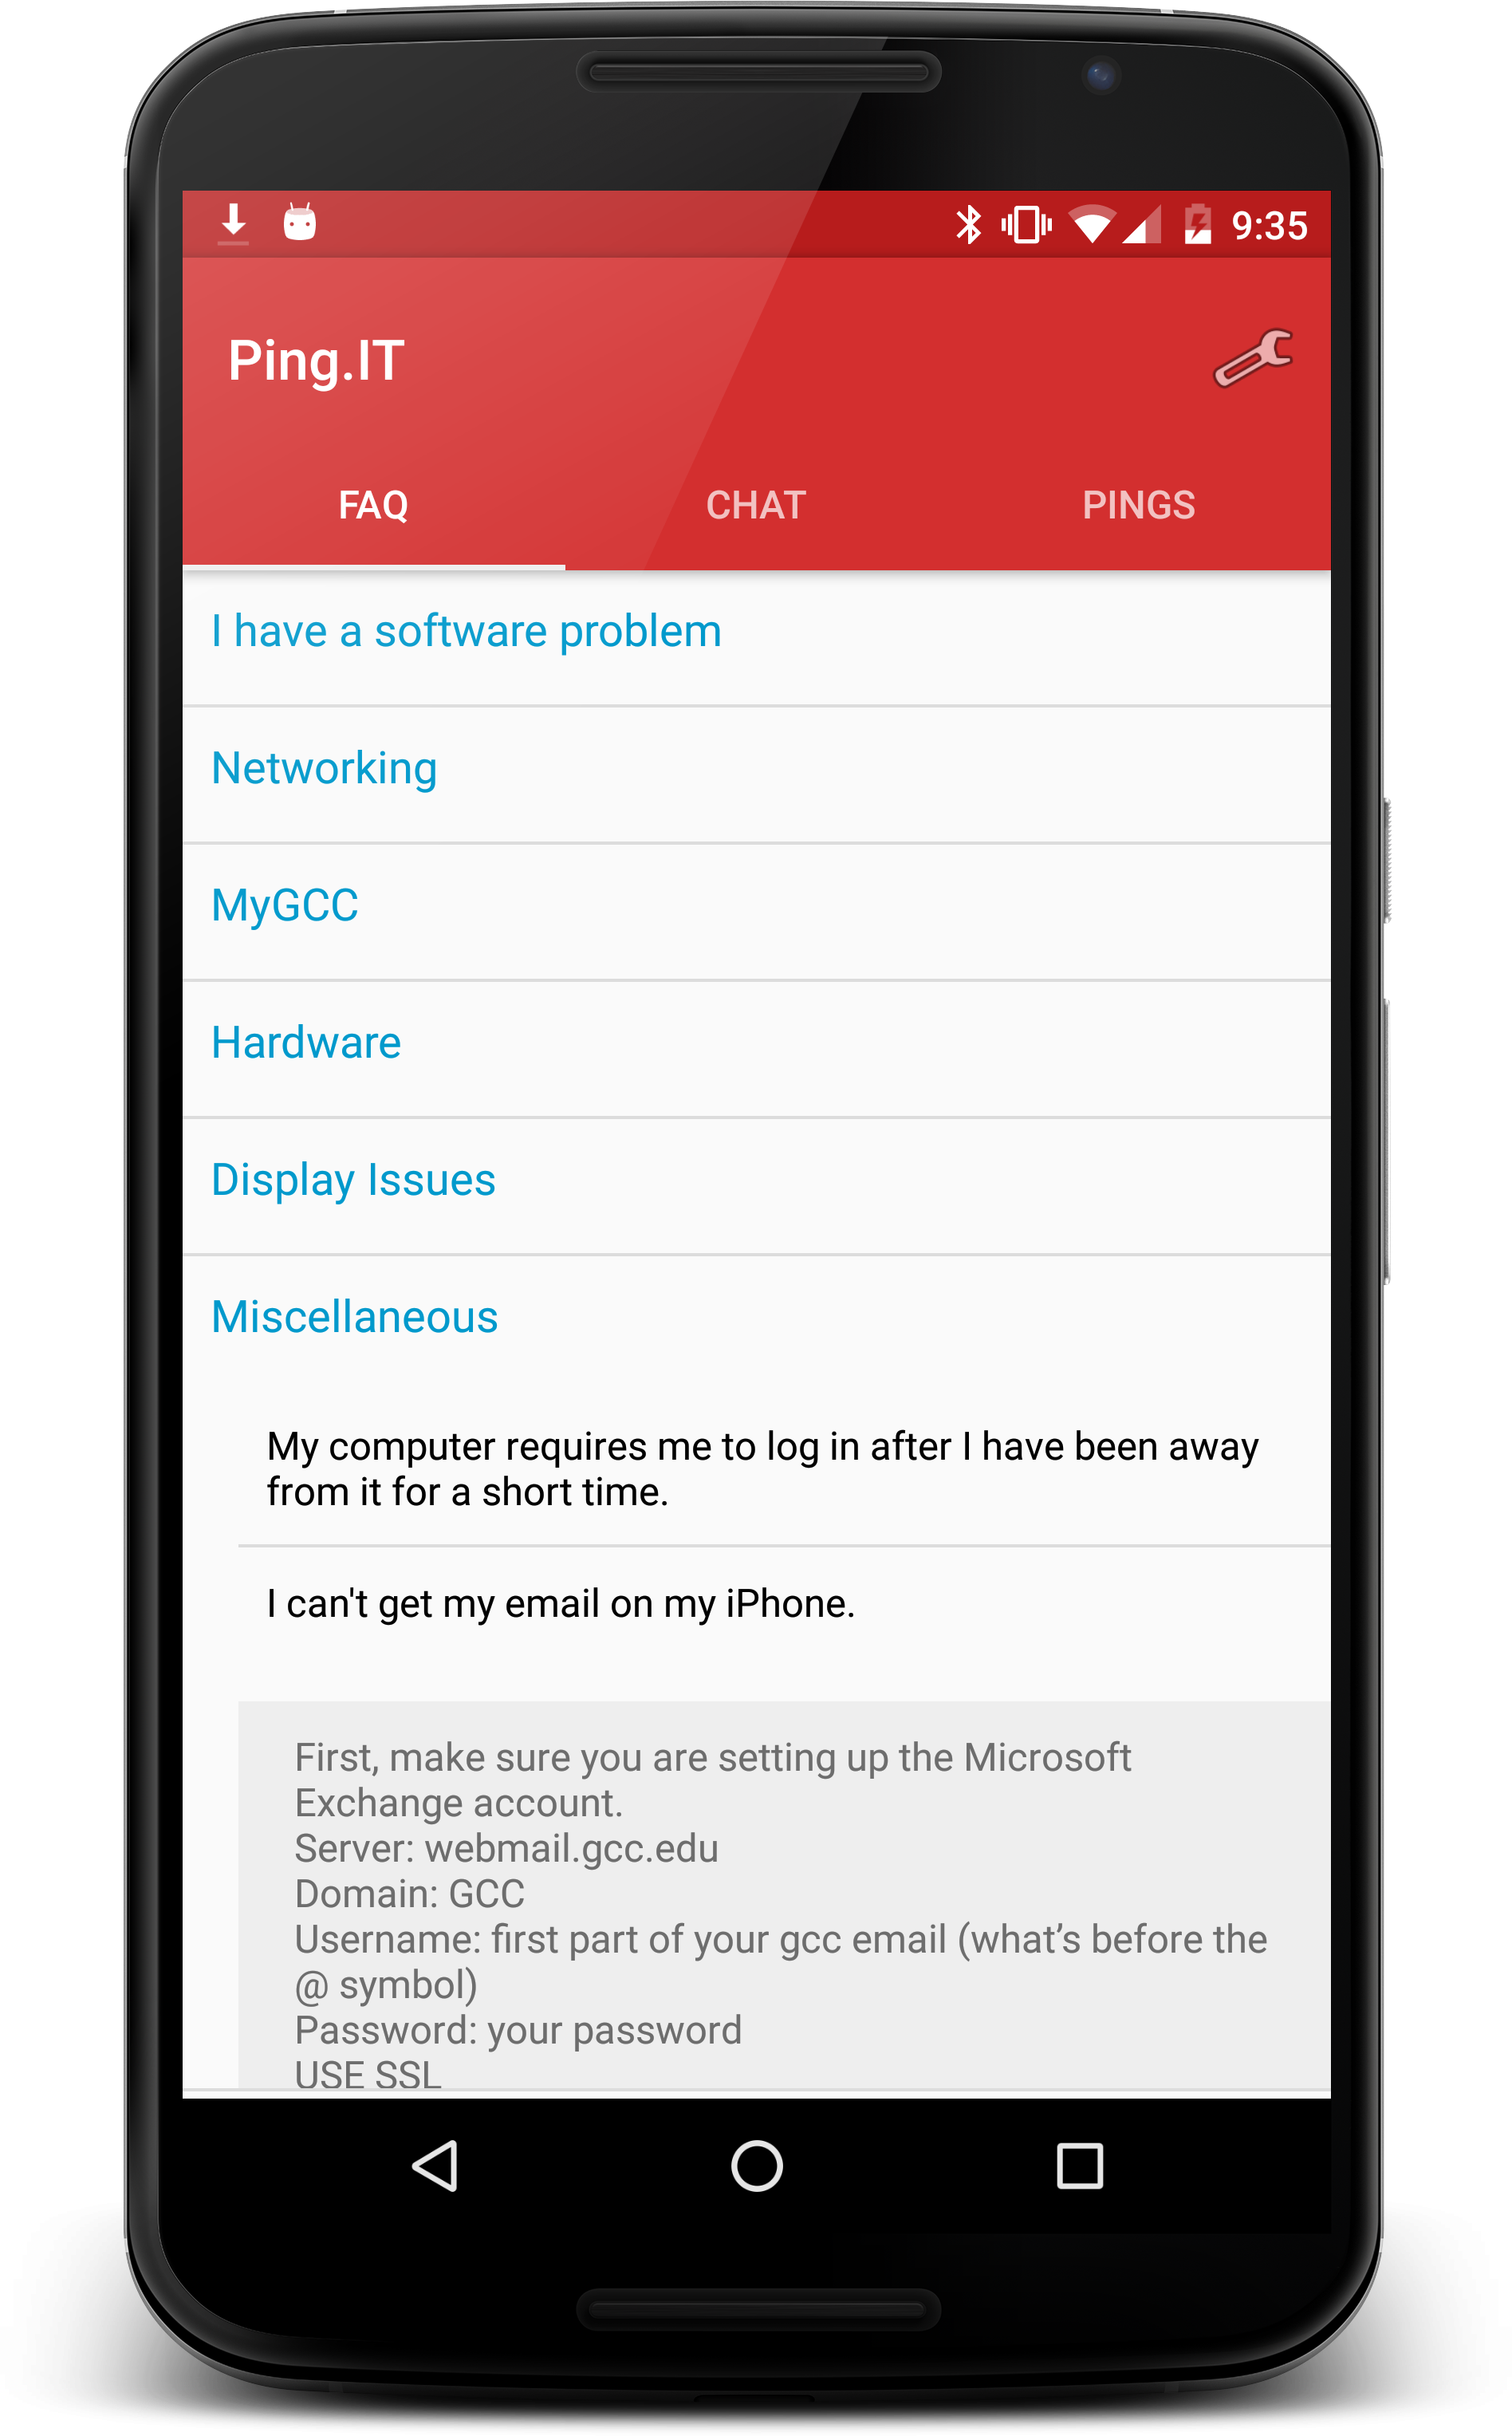 9:35
Ping.IT
FAQ CHAT PINGS
I have a software problem
Networking
MyGCC
Hardware
Display Issues
Miscellaneous
My computer requires me to log in after I have been away
from it for a short time.
I can't get my email on my iPhone.
First, make sure you are setting up the Microsoft
Exchange account.
Server: webmail.gcc.edu
Domain: GCC
Username: first part of your gcc email (what’s before the
@ symbol)
Password: your password
USE SSL